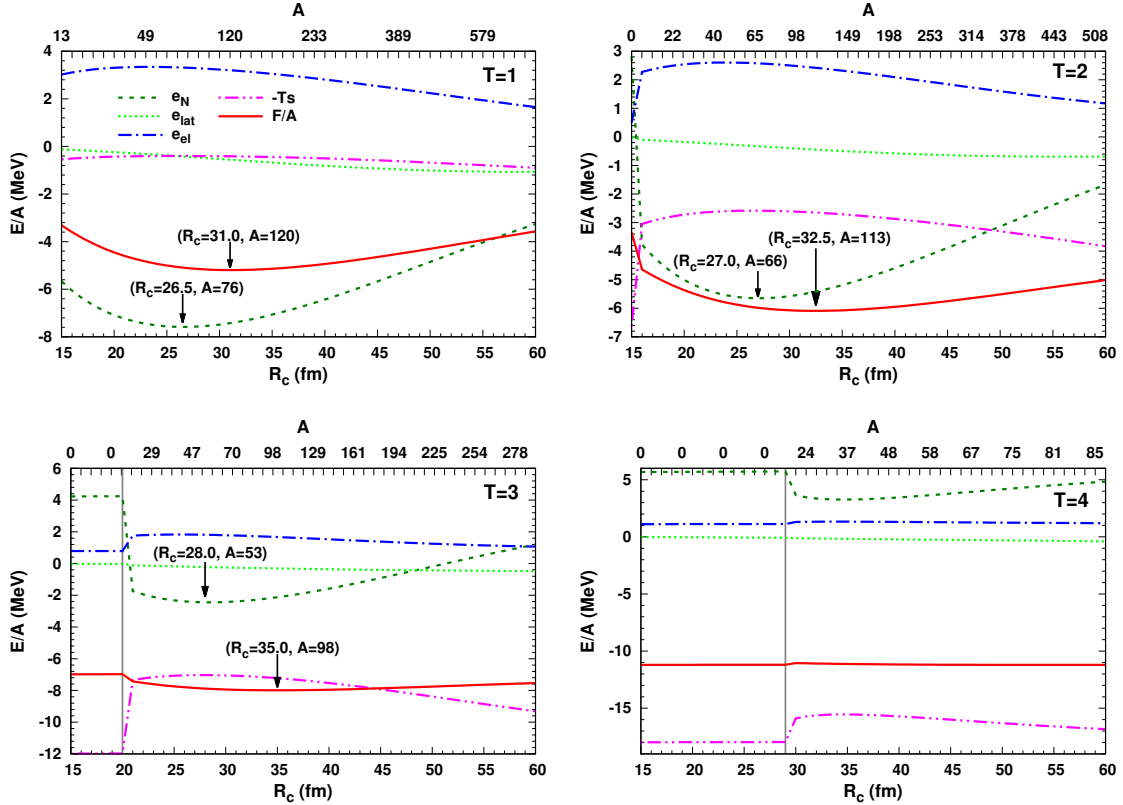 A
13 49 120 233 389 579
4
2
0
-2
-4
-6
-8
E/A (MeV)
T=1
e_N
e_lat
e_el
-Ts
F/A
(R_c=31.0, A=120)
(R_c=26.5, A=76)
15 20 25 30 35 40 45 50 55 60
R_c (fm)
A
0 22 40 65 98 149 198 253 314 378 443 508
3
2
1
0
-1
-2
-3
-4
-5
-6
-7
E/A (MeV)
T=2
(R_c=32.5, A=113)
(R_c=27.0, A=66)
15 20 25 30 35 40 45 50 55 60
R_c (fm)
A
0 0 29 47 70 98 129 161 194 225 254 278
6
4
2
0
-2
-4
-6
-8
-10
-12
E/A (MeV)
T=3
(R_c=28.0, A=53)
(R_c=35.0, A=98)
15 20 25 30 35 40 45 50 55 60
R_c (fm)
A
0 0 0 0 24 37 48 58 67 75 81 85
5
0
-5
-10
-15
E/A (MeV)
T=4
15 20 25 30 35 40 45 50 55 60
R_c (fm)